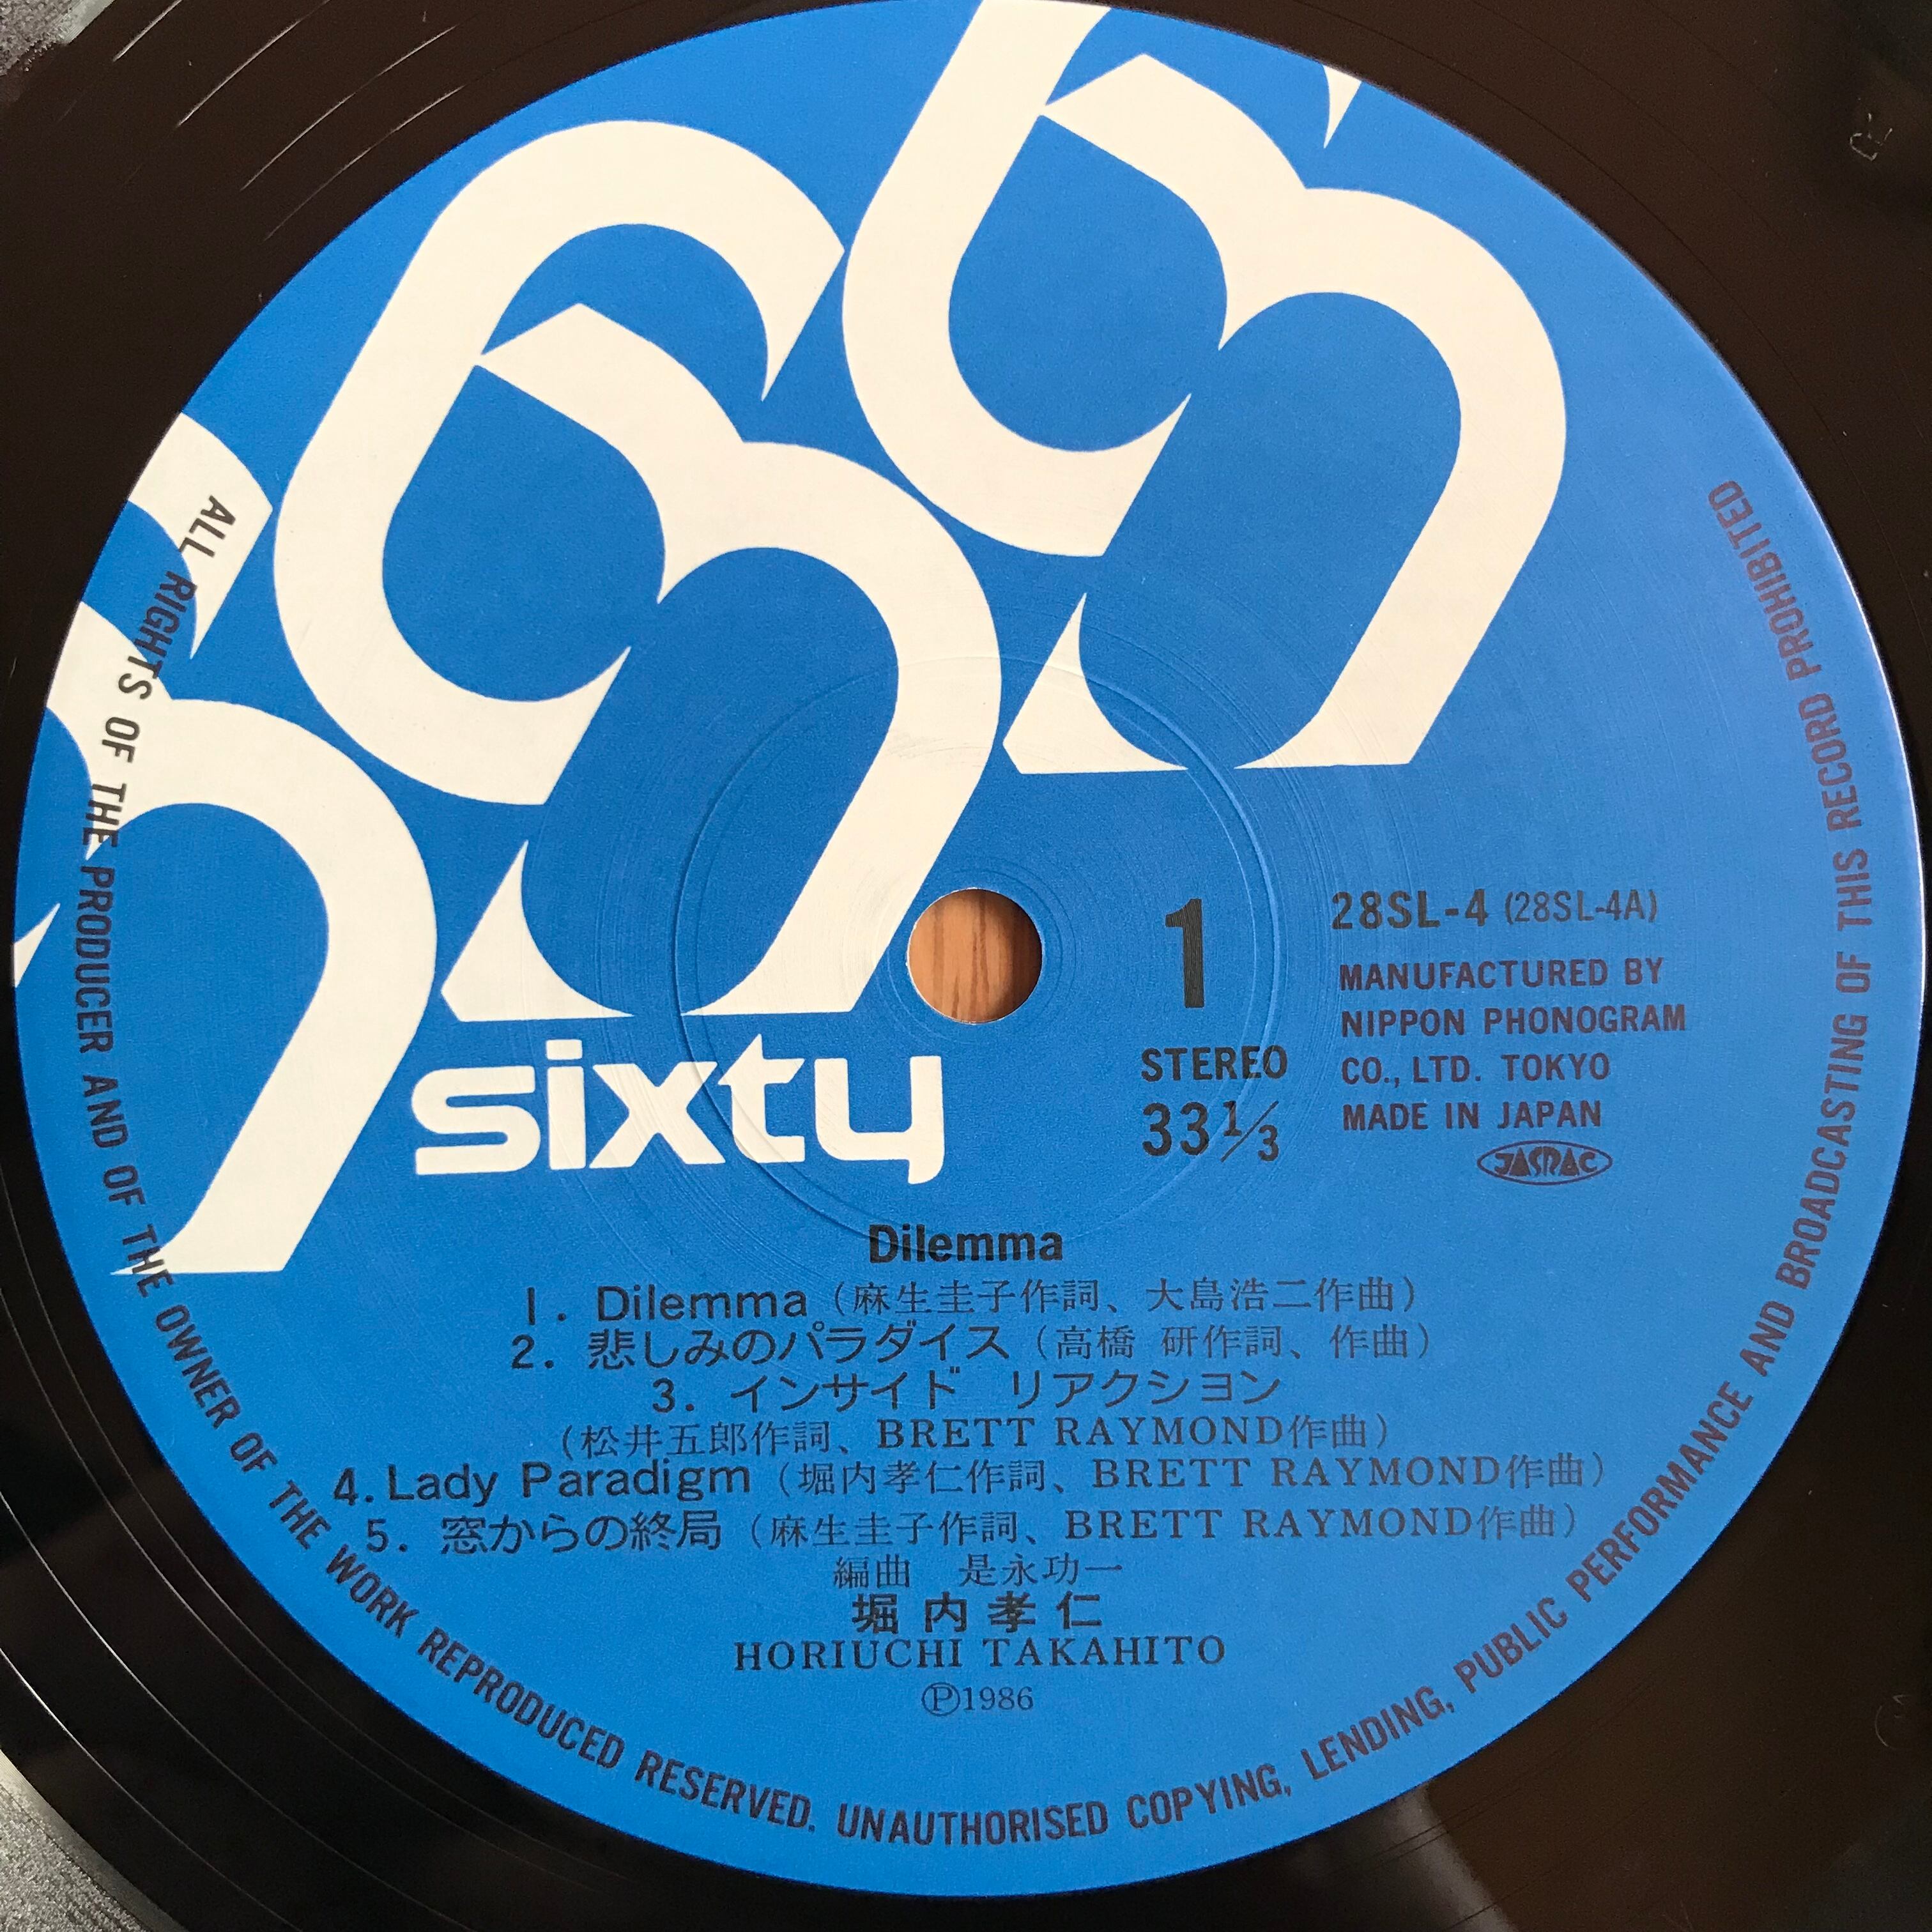 sixty
1
STEREO
33 1/3
28SL-4 (28SL-4A)
MANUFACTURED BY
NIPPON PHONOGRAM
CO., LTD. TOKYO
MADE IN JAPAN
JASRAC
Dilemma
1. Dilemma (麻生圭子作詞、大島浩二作曲)
2. 悲しみのパラダイス (高橋 研作詞、作曲)
3. インサイド リアクション
(松井五郎作詞、BRETT RAYMOND作曲)
4. Lady Paradigm (堀内孝仁作詞、BRETT RAYMOND作曲)
5. 窓からの終局 (麻生圭子作詞、BRETT RAYMOND作曲)
編曲 是永功一
堀内孝仁
HORIUCHI TAKAHITO
Ⓟ1986
ALL RIGHTS OF THE PRODUCER AND OF THE OWNER OF THE WORK REPRODUCED RESERVED. UNAUTHORISED COPYING, LENDING, PUBLIC PERFORMANCE AND BROADCASTING OF THIS RECORD PROHIBITED